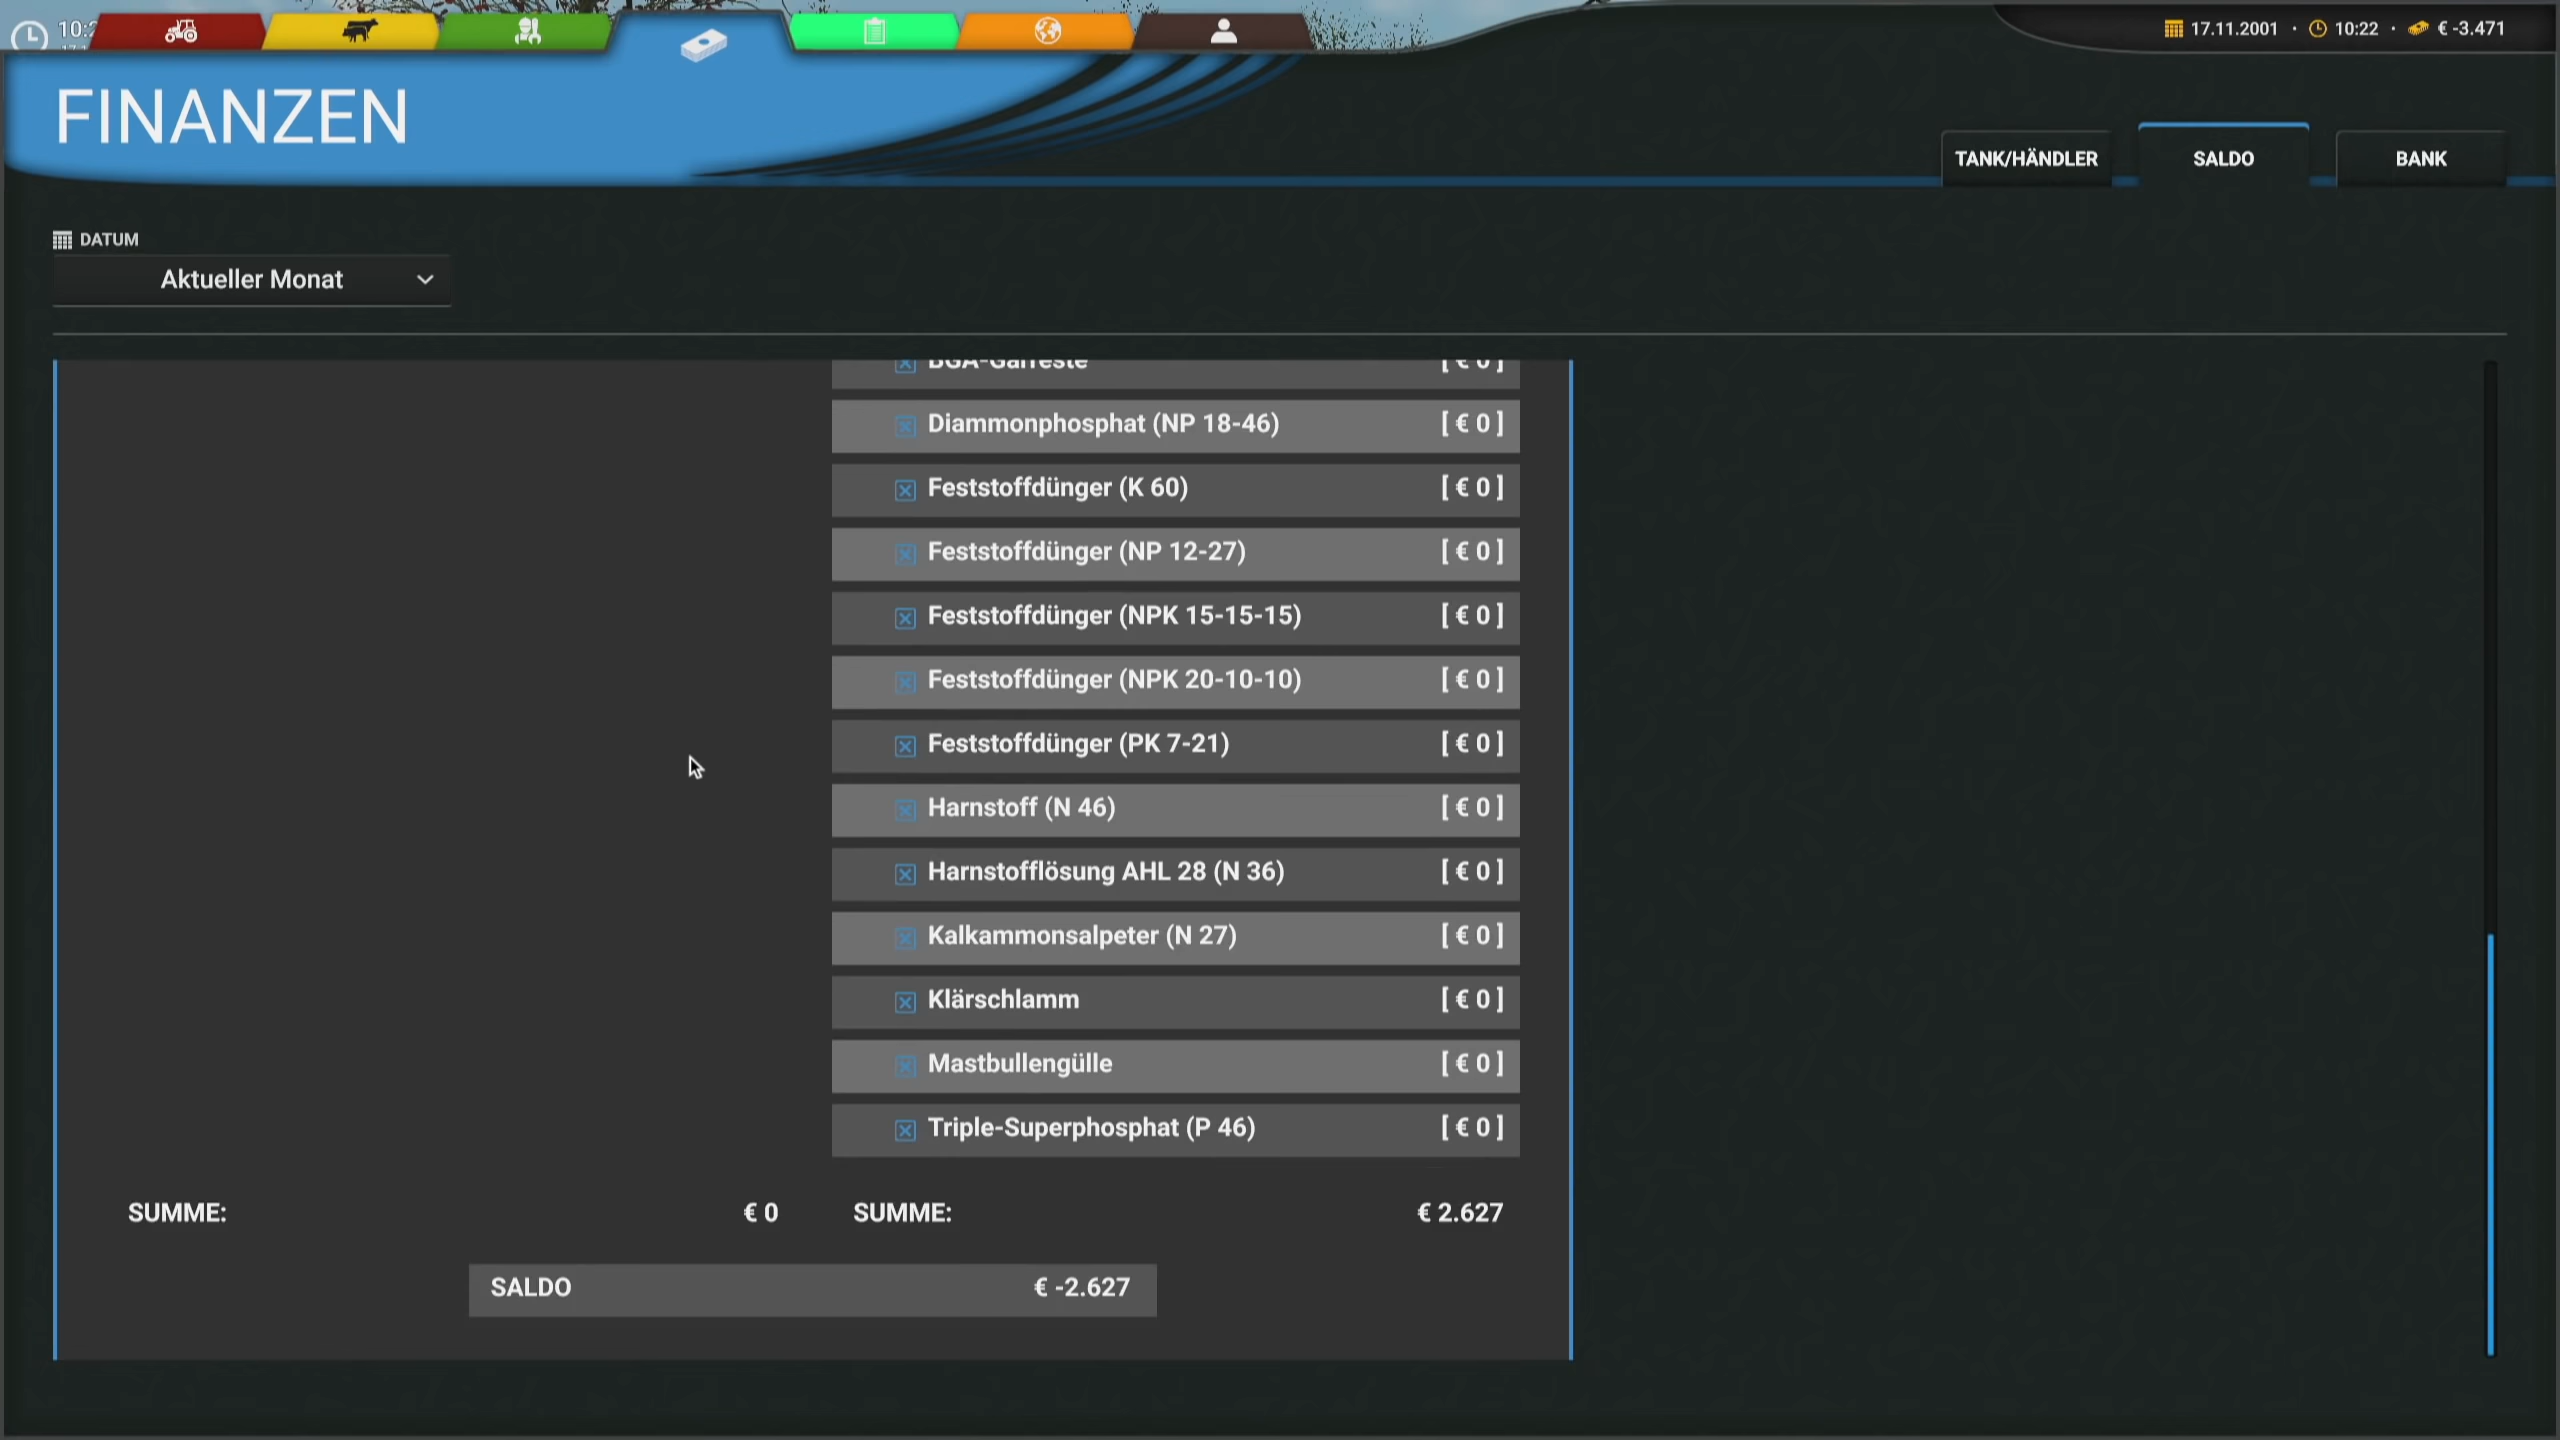 17.11.2001 · 10:22 · € -3.471
FINANZEN
TANK/HÄNDLER
SALDO
BANK
DATUM
Aktueller Monat
BGA-Gärreste [ € 0 ]
Diammonphosphat (NP 18-46) [ € 0 ]
Feststoffdünger (K 60) [ € 0 ]
Feststoffdünger (NP 12-27) [ € 0 ]
Feststoffdünger (NPK 15-15-15) [ € 0 ]
Feststoffdünger (NPK 20-10-10) [ € 0 ]
Feststoffdünger (PK 7-21) [ € 0 ]
Harnstoff (N 46) [ € 0 ]
Harnstofflösung AHL 28 (N 36) [ € 0 ]
Kalkammonsalpeter (N 27) [ € 0 ]
Klärschlamm [ € 0 ]
Mastbullengülle [ € 0 ]
Triple-Superphosphat (P 46) [ € 0 ]
SUMME: € 0 SUMME: € 2.627
SALDO € -2.627